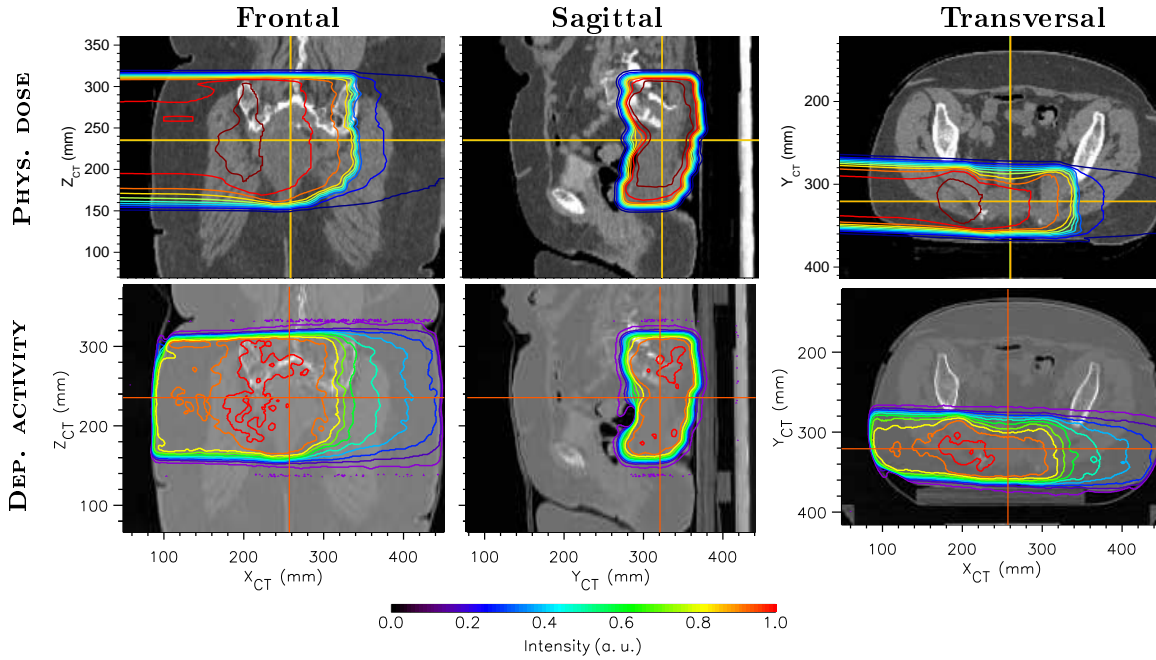 Frontal Sagittal Transversal
PHYS. DOSE
Z_CT (mm)
350
300
250
200
150
100
Y_CT (mm)
200
300
400
DEP. ACTIVITY
Z_CT (mm)
300
200
100
Y_CT (mm)
200
300
400
100 200 300 400
X_CT (mm)
100 200 300 400
Y_CT (mm)
100 200 300 400
X_CT (mm)
0.0 0.2 0.4 0.6 0.8 1.0
Intensity (a. u.)